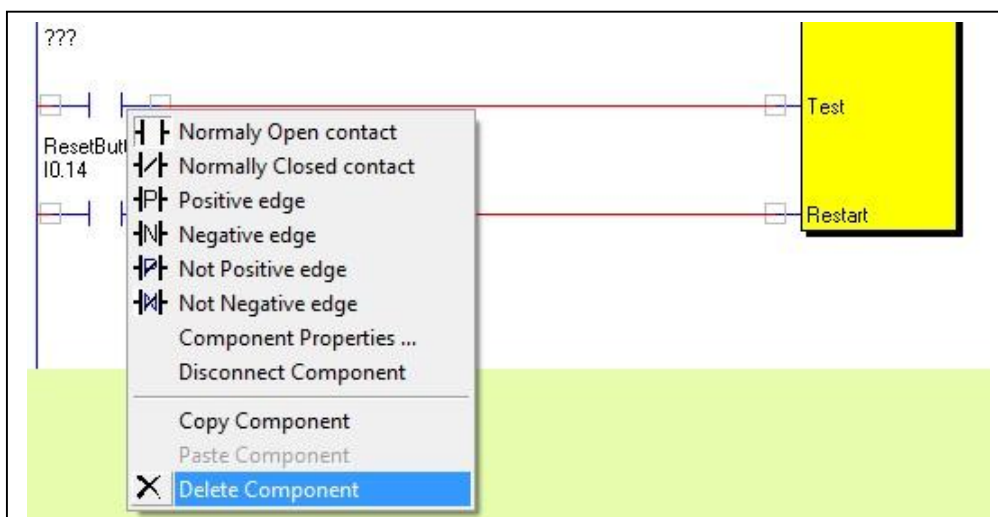 ???
Test
ResetButt
I0.14
Restart
Normaly Open contact
Normally Closed contact
Positive edge
Negative edge
Not Positive edge
Not Negative edge
Component Properties ...
Disconnect Component
Copy Component
Paste Component
Delete Component